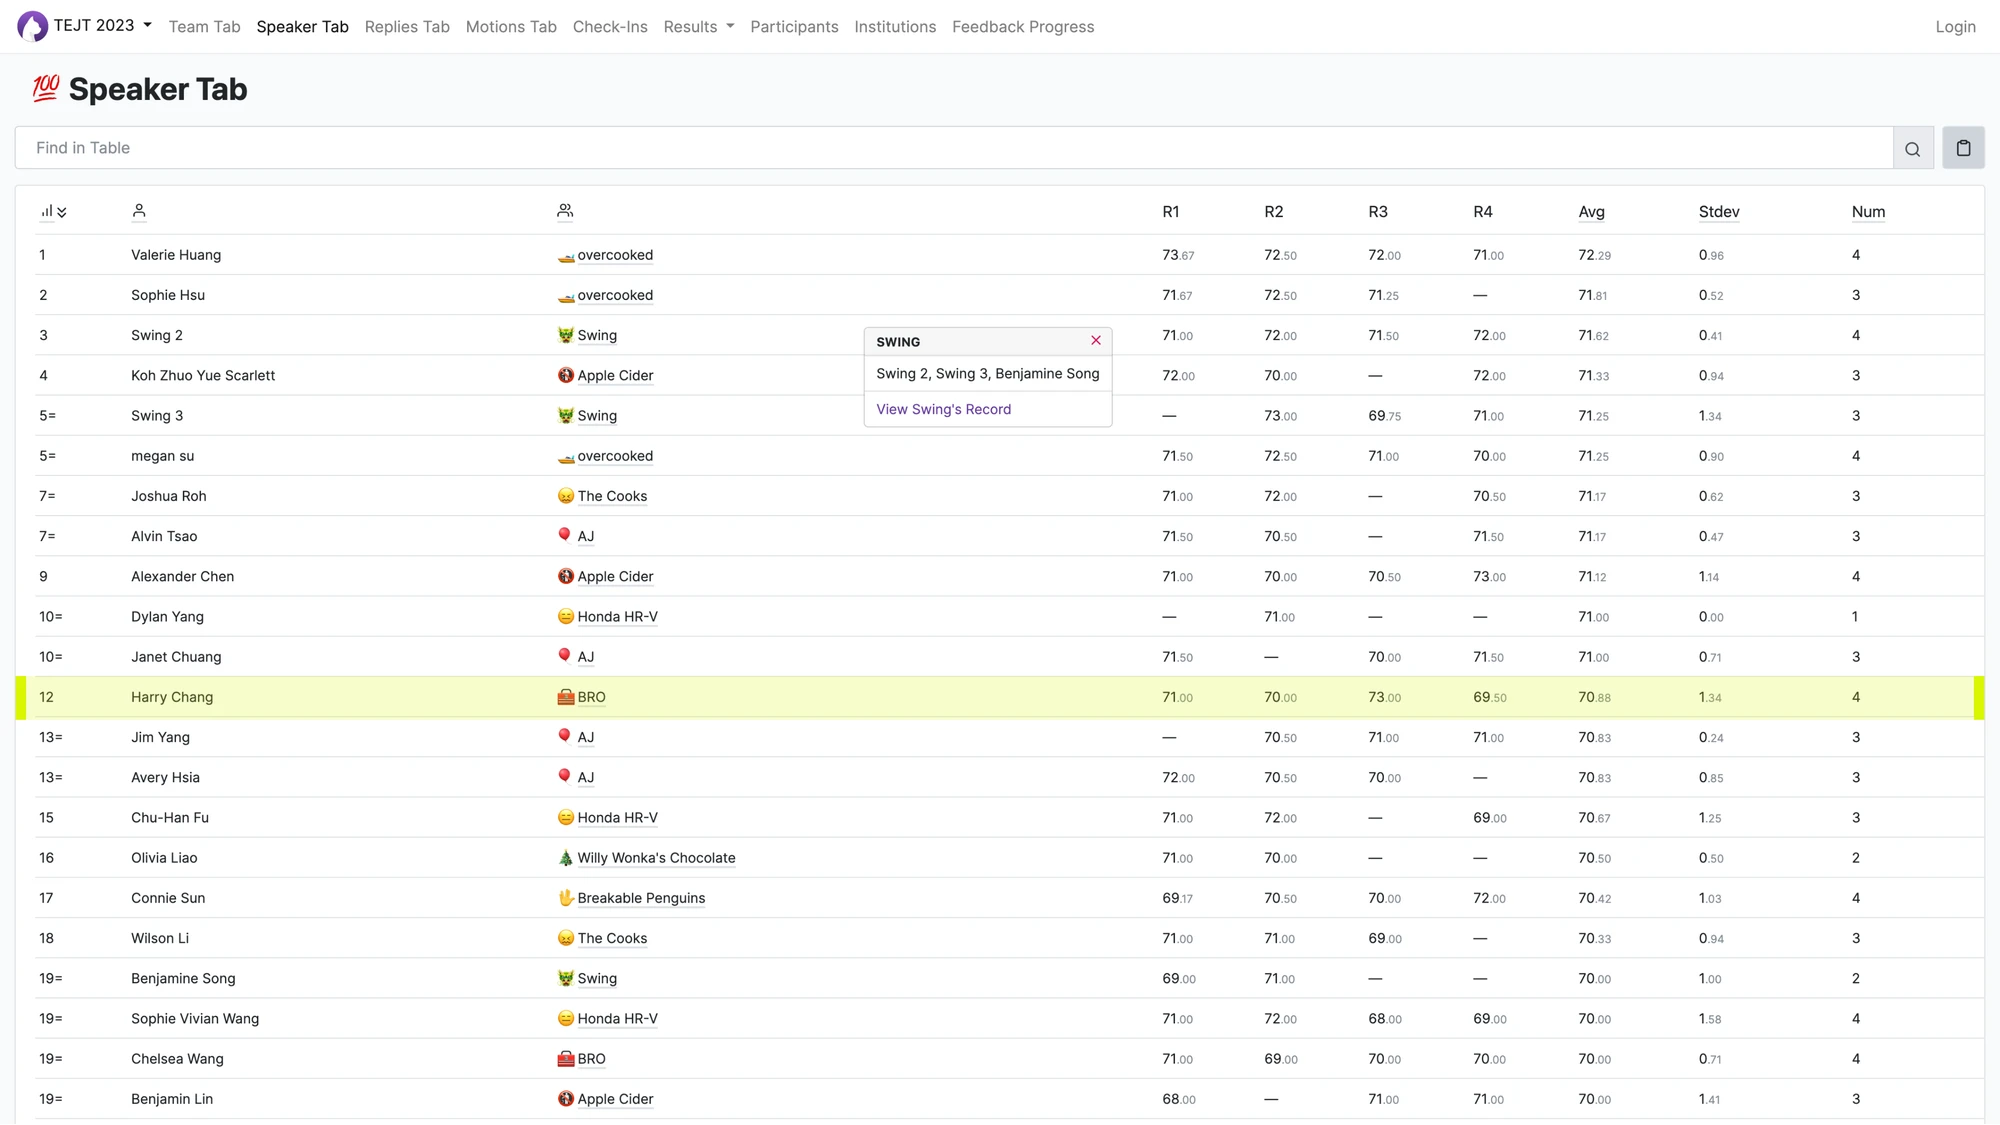 TEJT 2023 Team Tab Speaker Tab Replies Tab Motions Tab Check-Ins Results Participants Institutions Feedback Progress Login
💯 Speaker Tab
Find in Table
R1 R2 R3 R4 Avg Stdev Num
1 Valerie Huang overcooked 73.67 72.50 72.00 71.00 72.29 0.96 4
2 Sophie Hsu overcooked 71.67 72.50 71.25 — 71.81 0.52 3
3 Swing 2 Swing 71.00 72.00 71.50 72.00 71.62 0.41 4
SWING
Swing 2, Swing 3, Benjamine Song
View Swing's Record
4 Koh Zhuo Yue Scarlett Apple Cider 72.00 70.00 — 72.00 71.33 0.94 3
5= Swing 3 Swing — 73.00 69.75 71.00 71.25 1.34 3
5= megan su overcooked 71.50 72.50 71.00 70.00 71.25 0.90 4
7= Joshua Roh The Cooks 71.00 72.00 — 70.50 71.17 0.62 3
7= Alvin Tsao AJ 71.50 70.50 — 71.50 71.17 0.47 3
9 Alexander Chen Apple Cider 71.00 70.00 70.50 73.00 71.12 1.14 4
10= Dylan Yang Honda HR-V — 71.00 — — 71.00 0.00 1
10= Janet Chuang AJ 71.50 — 70.00 71.50 71.00 0.71 3
12 Harry Chang BRO 71.00 70.00 73.00 69.50 70.88 1.34 4
13= Jim Yang AJ — 70.50 71.00 71.00 70.83 0.24 3
13= Avery Hsia AJ 72.00 70.50 70.00 — 70.83 0.85 3
15 Chu-Han Fu Honda HR-V 71.00 72.00 — 69.00 70.67 1.25 3
16 Olivia Liao Willy Wonka's Chocolate 71.00 70.00 — — 70.50 0.50 2
17 Connie Sun Breakable Penguins 69.17 70.50 70.00 72.00 70.42 1.03 4
18 Wilson Li The Cooks 71.00 71.00 69.00 — 70.33 0.94 3
19= Benjamine Song Swing 69.00 71.00 — — 70.00 1.00 2
19= Sophie Vivian Wang Honda HR-V 71.00 72.00 68.00 69.00 70.00 1.58 4
19= Chelsea Wang BRO 71.00 69.00 70.00 70.00 70.00 0.71 4
19= Benjamin Lin Apple Cider 68.00 — 71.00 71.00 70.00 1.41 3